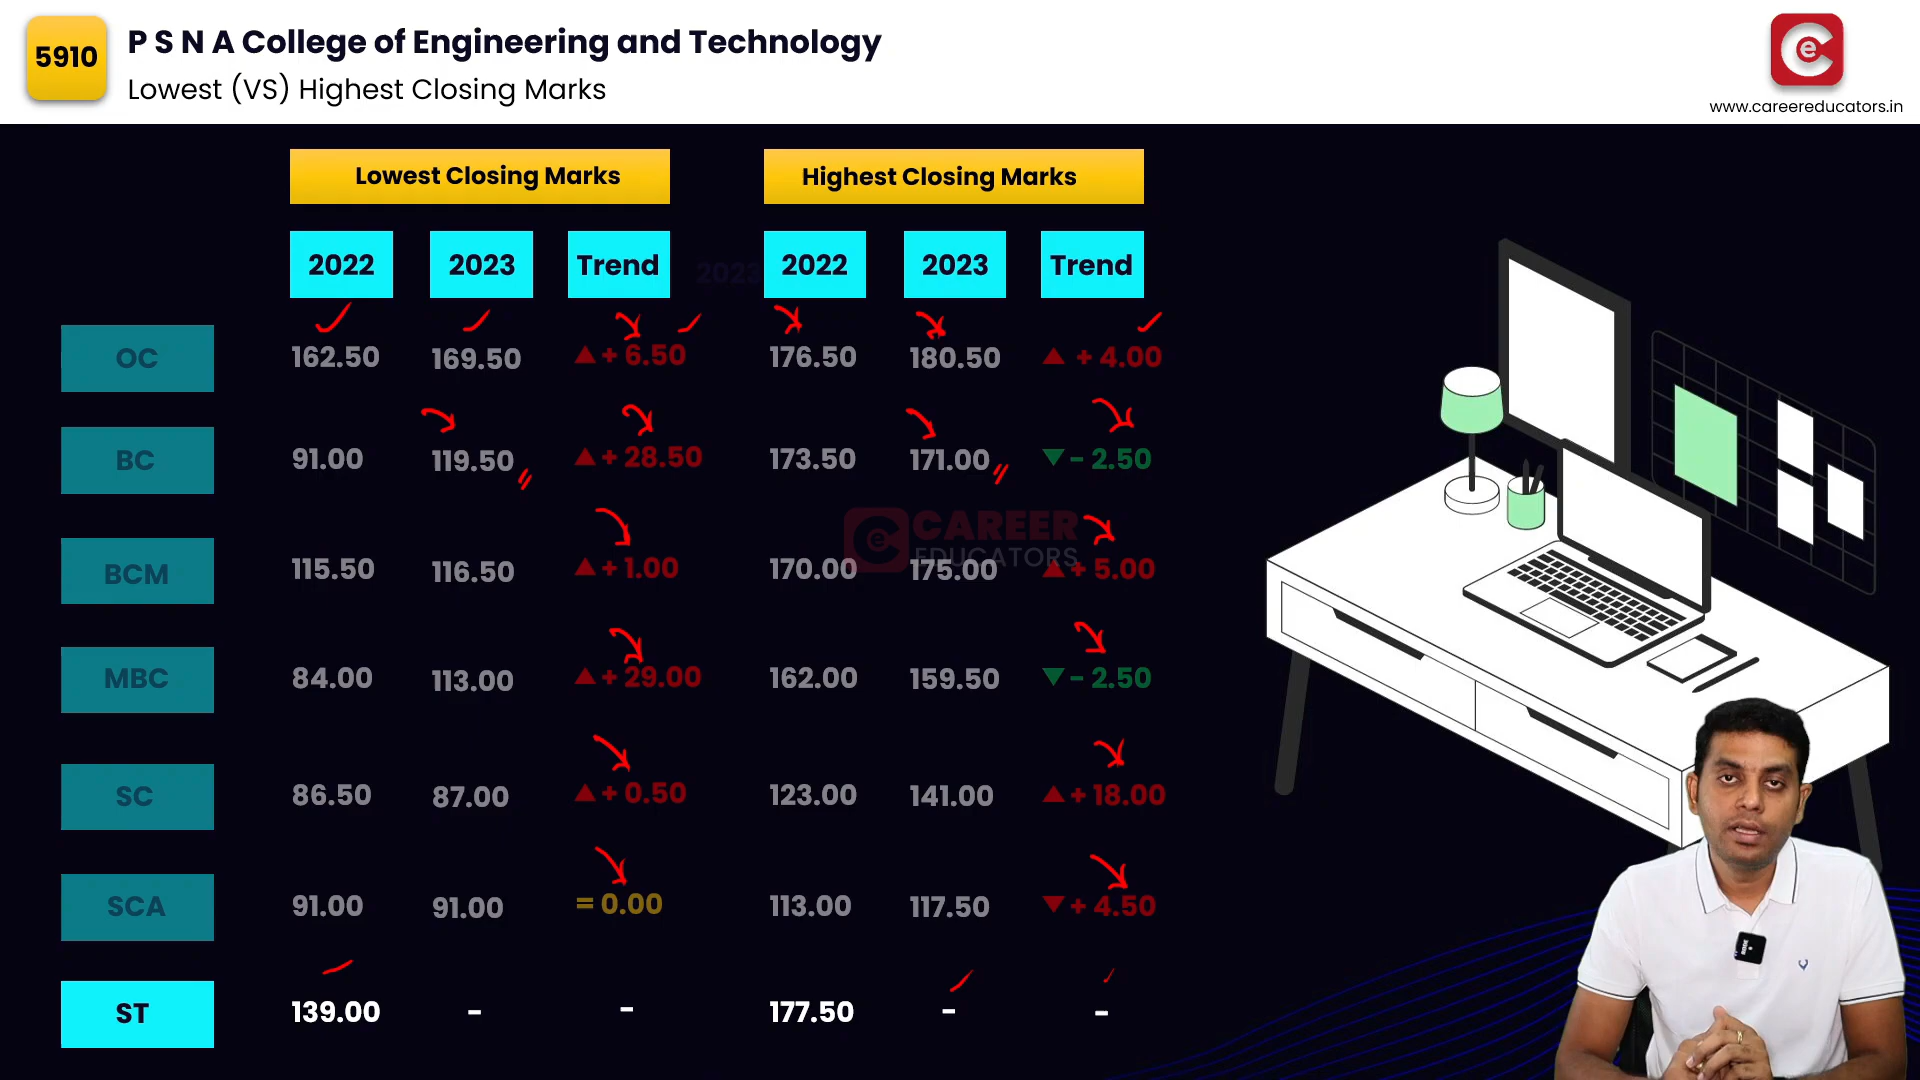 5910
P S N A College of Engineering and Technology
Lowest (VS) Highest Closing Marks
e
www.careereducators.in
Lowest Closing Marks Highest Closing Marks
2022 2023 Trend 2023 2022 2023 Trend
OC 162.50 169.50 ▲+ 6.50 176.50 180.50 ▲ + 4.00
BC 91.00 119.50 ▲+ 28.50 173.50 171.00 ▼- 2.50
CAREER
EDUCATORS
BCM 115.50 116.50 ▲+ 1.00 170.00 175.00 ▲+ 5.00
MBC 84.00 113.00 ▲+ 29.00 162.00 159.50 ▼- 2.50
SC 86.50 87.00 ▲+ 0.50 123.00 141.00 ▲+ 18.00
SCA 91.00 91.00 = 0.00 113.00 117.50 ▼+ 4.50
ST 139.00 - - 177.50 - -